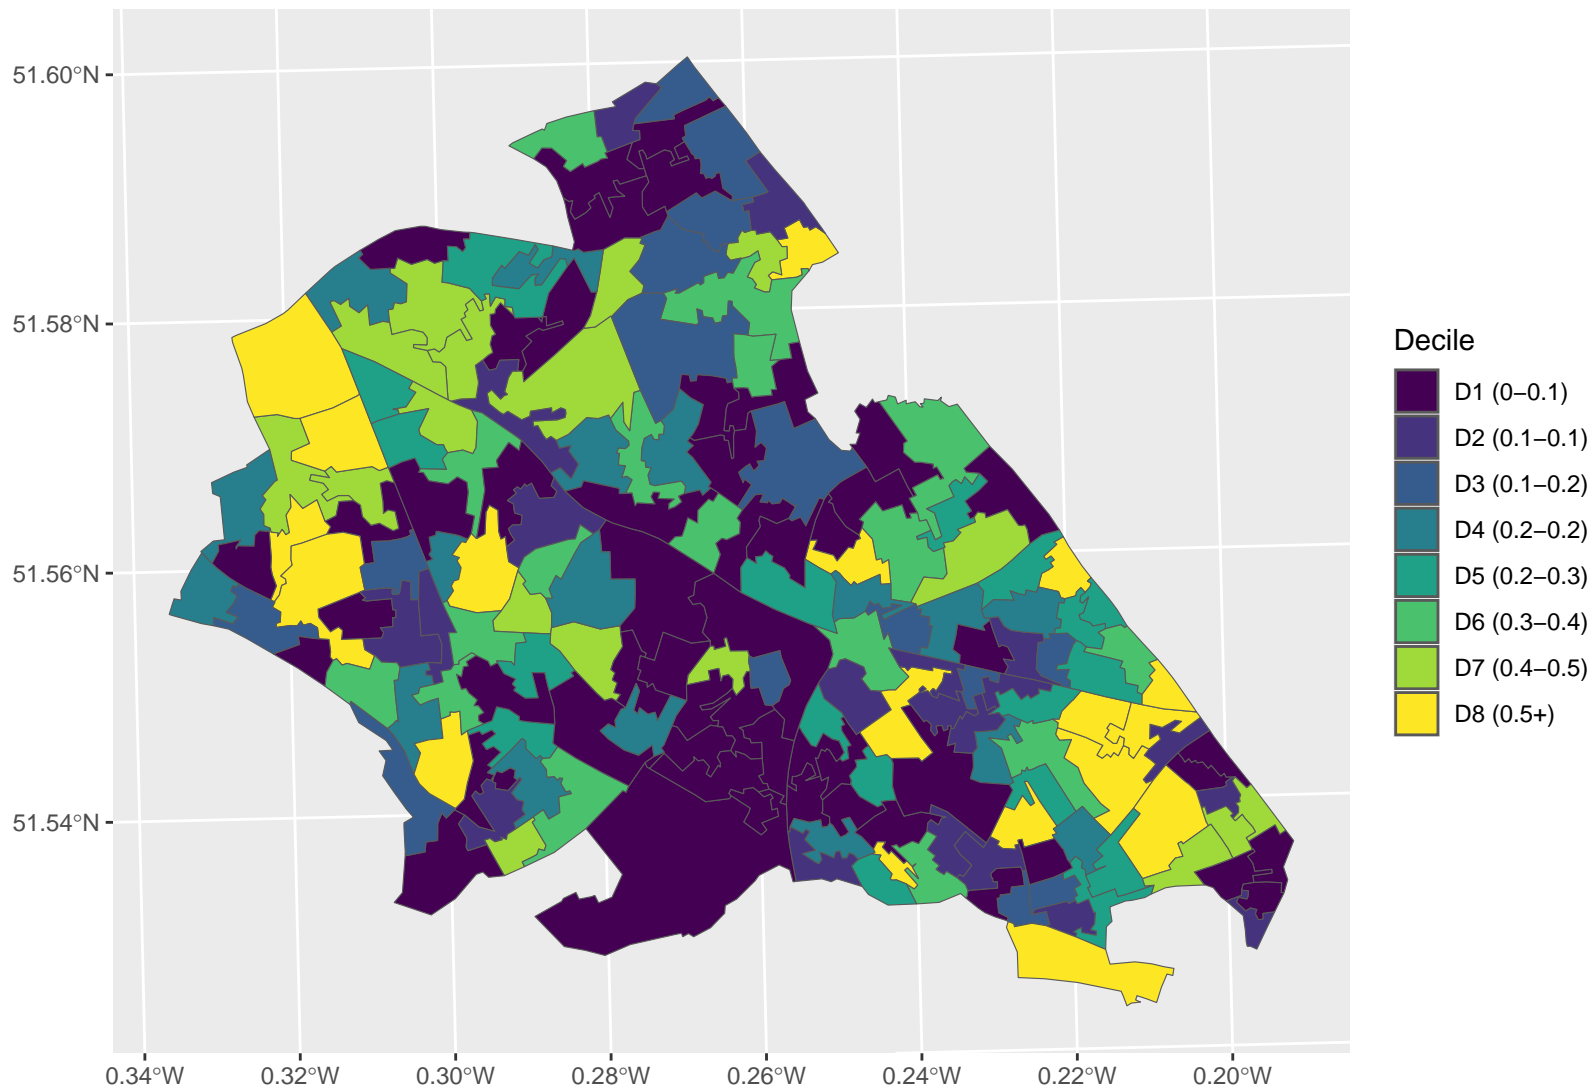 51.60°N
51.58°N
51.56°N
51.54°N
0.34°W 0.32°W 0.30°W 0.28°W 0.26°W 0.24°W 0.22°W 0.20°W
Decile
D1 (0−0.1)
D2 (0.1−0.1)
D3 (0.1−0.2)
D4 (0.2−0.2)
D5 (0.2−0.3)
D6 (0.3−0.4)
D7 (0.4−0.5)
D8 (0.5+)